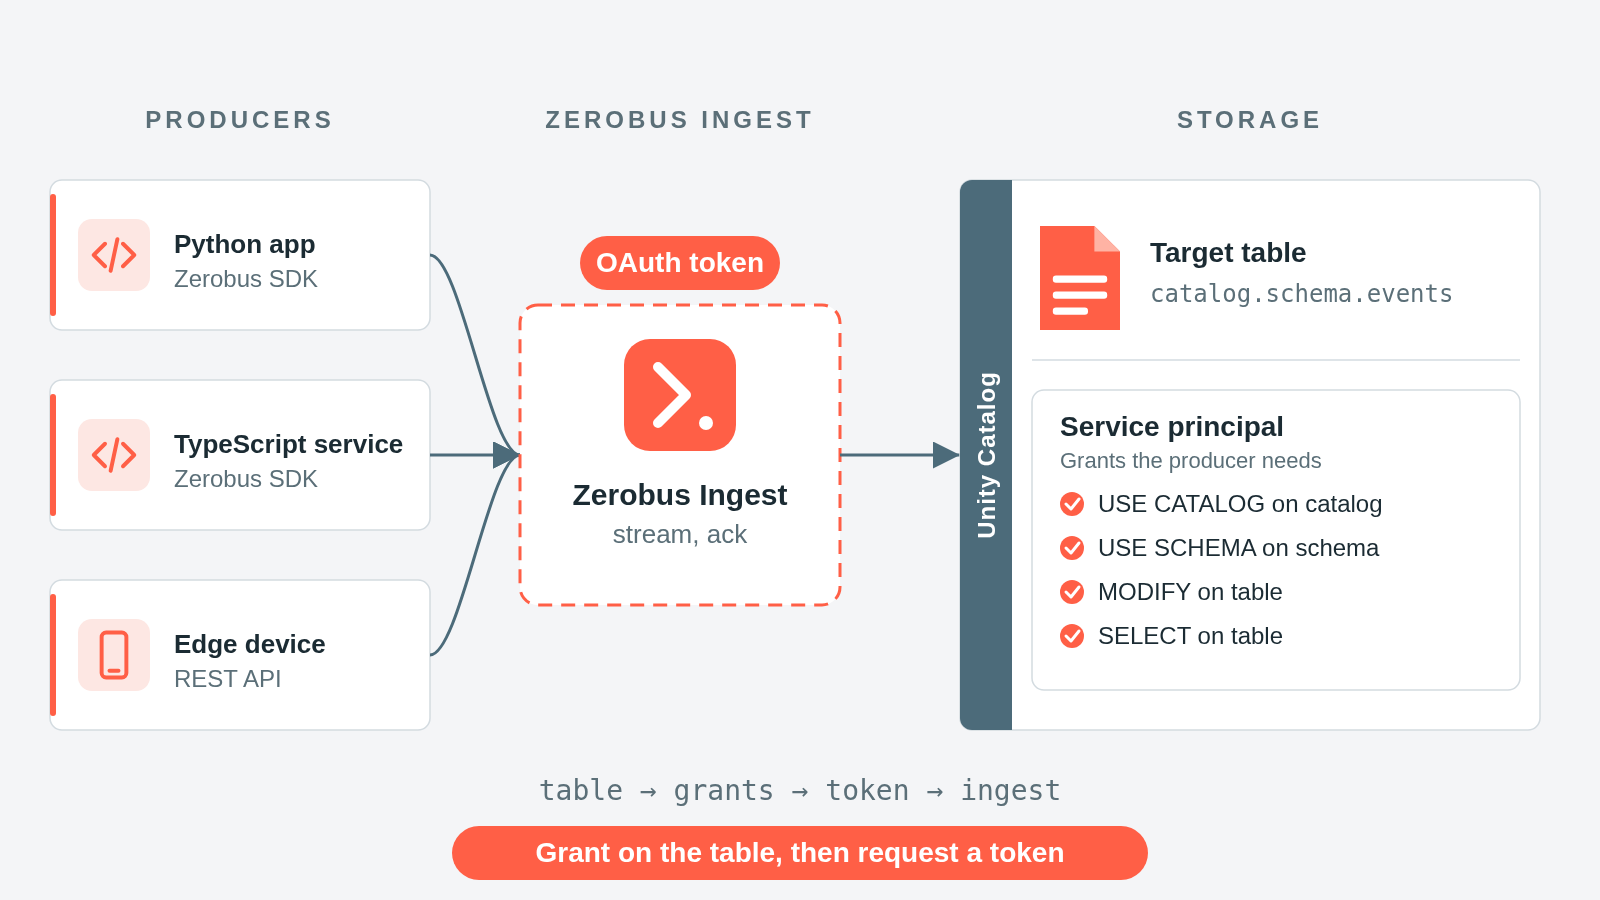 PRODUCERS
ZEROBUS INGEST
STORAGE
Python app
Zerobus SDK
TypeScript service
Zerobus SDK
Edge device
REST API
OAuth token
Zerobus Ingest
stream, ack
Unity Catalog
Target table
catalog.schema.events
Service principal
Grants the producer needs
USE CATALOG on catalog
USE SCHEMA on schema
MODIFY on table
SELECT on table
table → grants → token → ingest
Grant on the table, then request a token